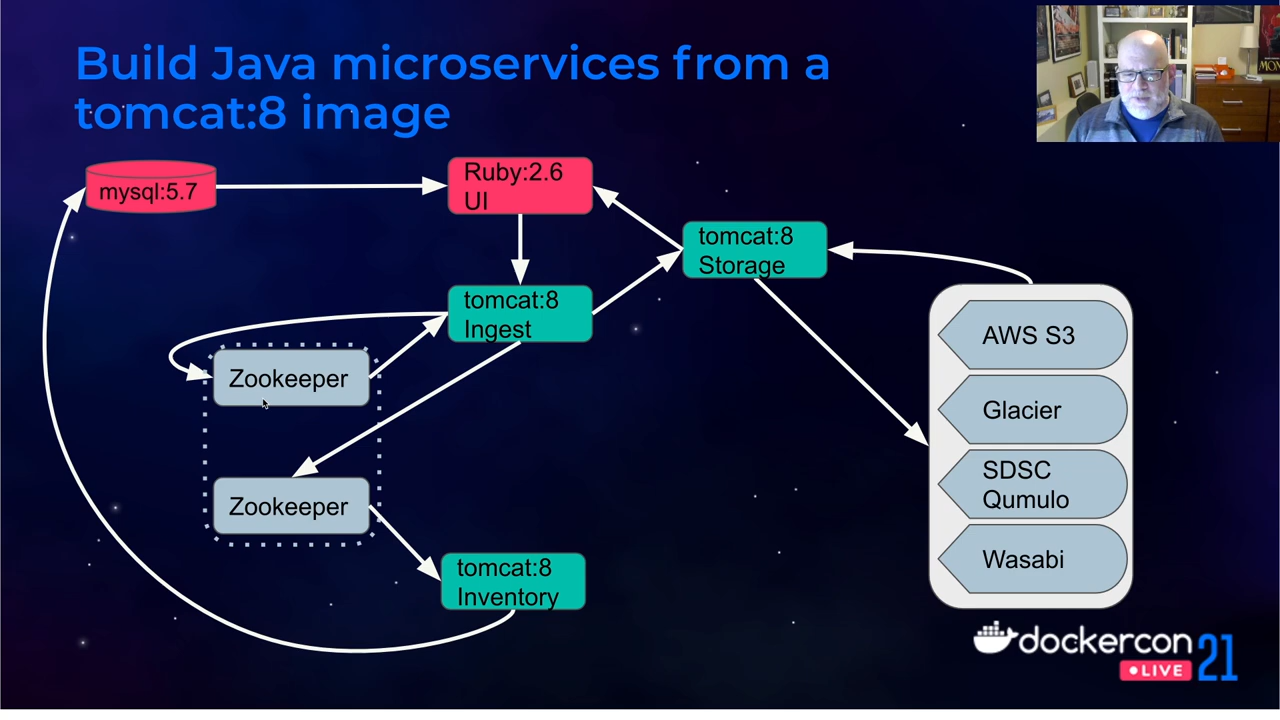 Build Java microservices from a
tomcat:8 image
mysql:5.7
Ruby:2.6
UI
tomcat:8
Storage
tomcat:8
Ingest
Zookeeper
Zookeeper
tomcat:8
Inventory
AWS S3
Glacier
SDSC
Qumulo
Wasabi
dockercon
LIVE
21